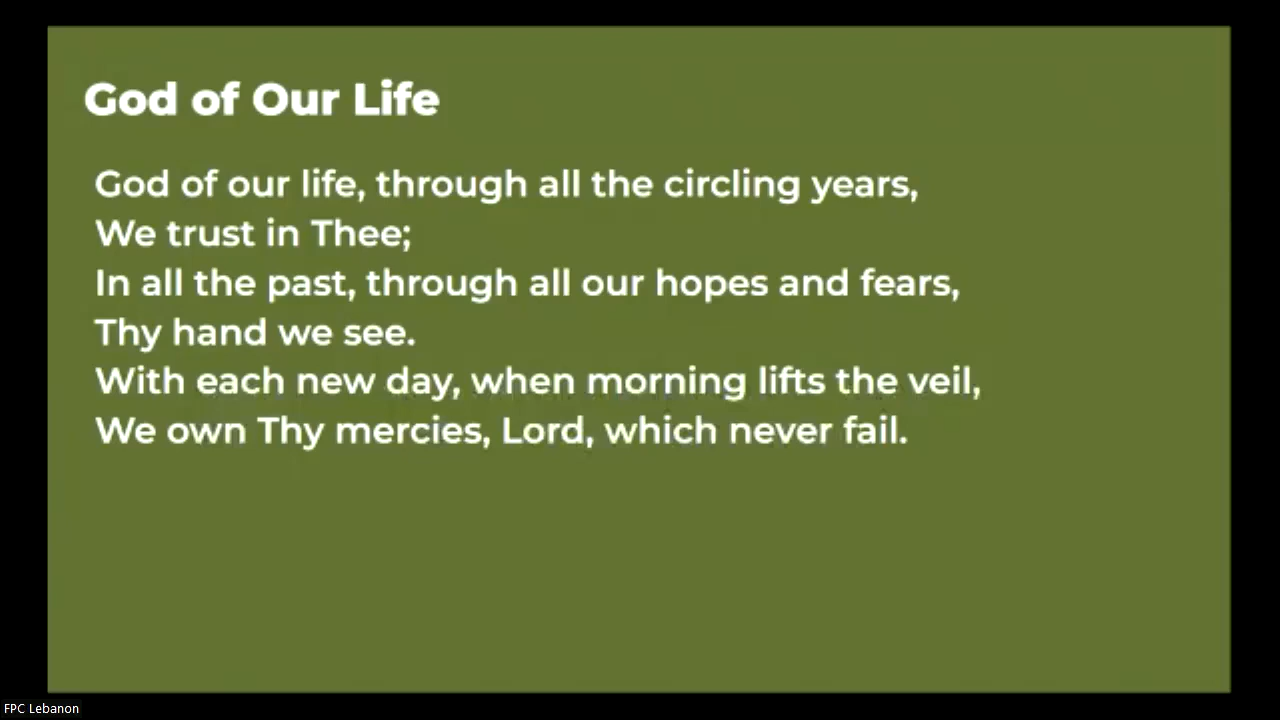 God of Our Life
God of our life, through all the circling years,
We trust in Thee;
In all the past, through all our hopes and fears,
Thy hand we see.
With each new day, when morning lifts the veil,
We own Thy mercies, Lord, which never fail.
FPC Lebanon